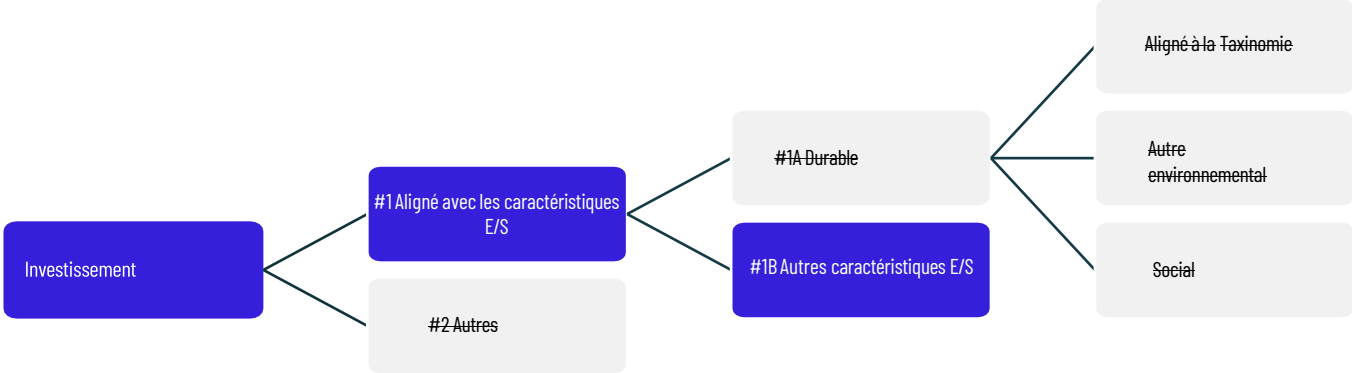 Investissement
#1 Aligné avec les caractéristiques
E/S
#2 Autres
#1A Durable
#1B Autres caractéristiques E/S
Aligné à la Taxinomie
Autre
environnemental
Social